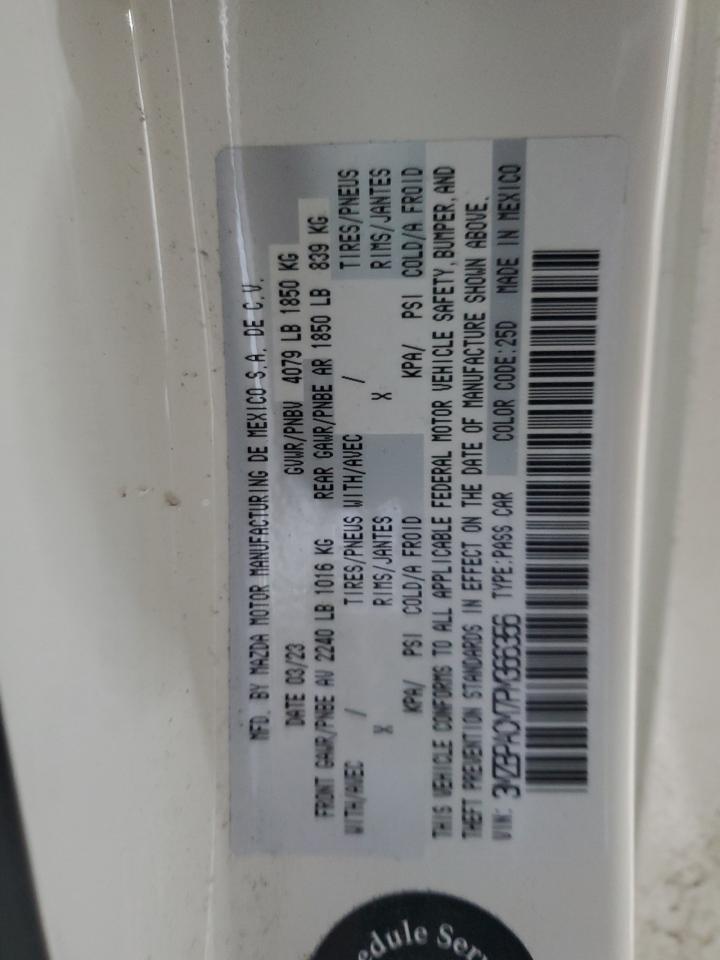 MFD. BY MAZDA MOTOR MANUFACTURING DE MEXICO S.A. DE C.V.
DATE 03/23 GVWR/PNBV 4079 LB 1850 KG
FRONT GAWR/PNBE AV 2240 LB 1016 KG REAR GAWR/PNBE AR 1850 LB 839 KG
WITH/AVEC / TIRES/PNEUS WITH/AVEC / TIRES/PNEUS
X RIMS/JANTES X RIMS/JANTES
KPA/ PSI COLD/A FROID KPA/ PSI COLD/A FROID
THIS VEHICLE CONFORMS TO ALL APPLICABLE FEDERAL MOTOR VEHICLE SAFETY, BUMPER, AND
THEFT PREVENTION STANDARDS IN EFFECT ON THE DATE OF MANUFACTURE SHOWN ABOVE.
VIN: TYPE:PASS CAR COLOR CODE:25D MADE IN MEXICO
edule Ser